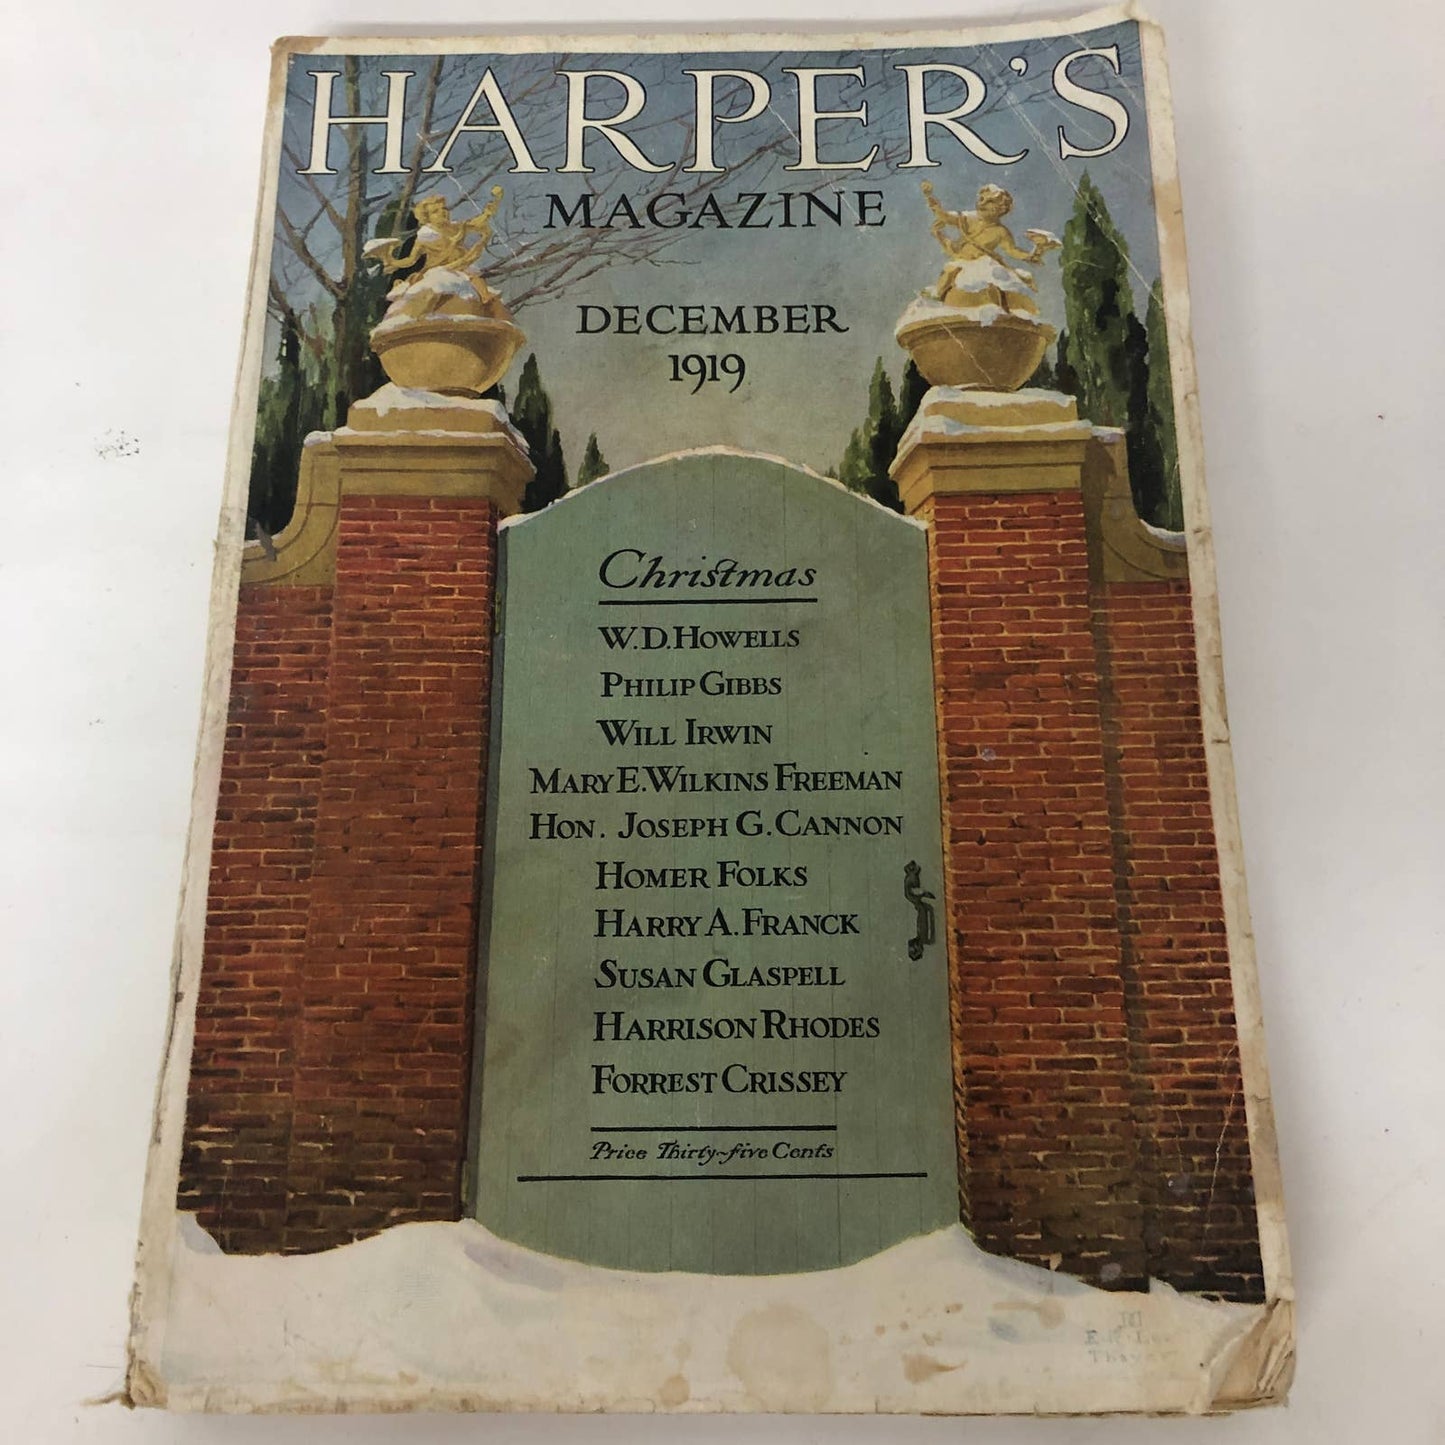 HARPER'S
MAGAZINE
DECEMBER
1919
Christmas
W. D. HOWELLS
PHILIP GIBBS
WILL IRWIN
MARY E. WILKINS FREEMAN
HON. JOSEPH G. CANNON
HOMER FOLKS
HARRY A. FRANCK
SUSAN GLASPELL
HARRISON RHODES
FORREST CRISSEY
Price Thirty-five Cents
Thayer